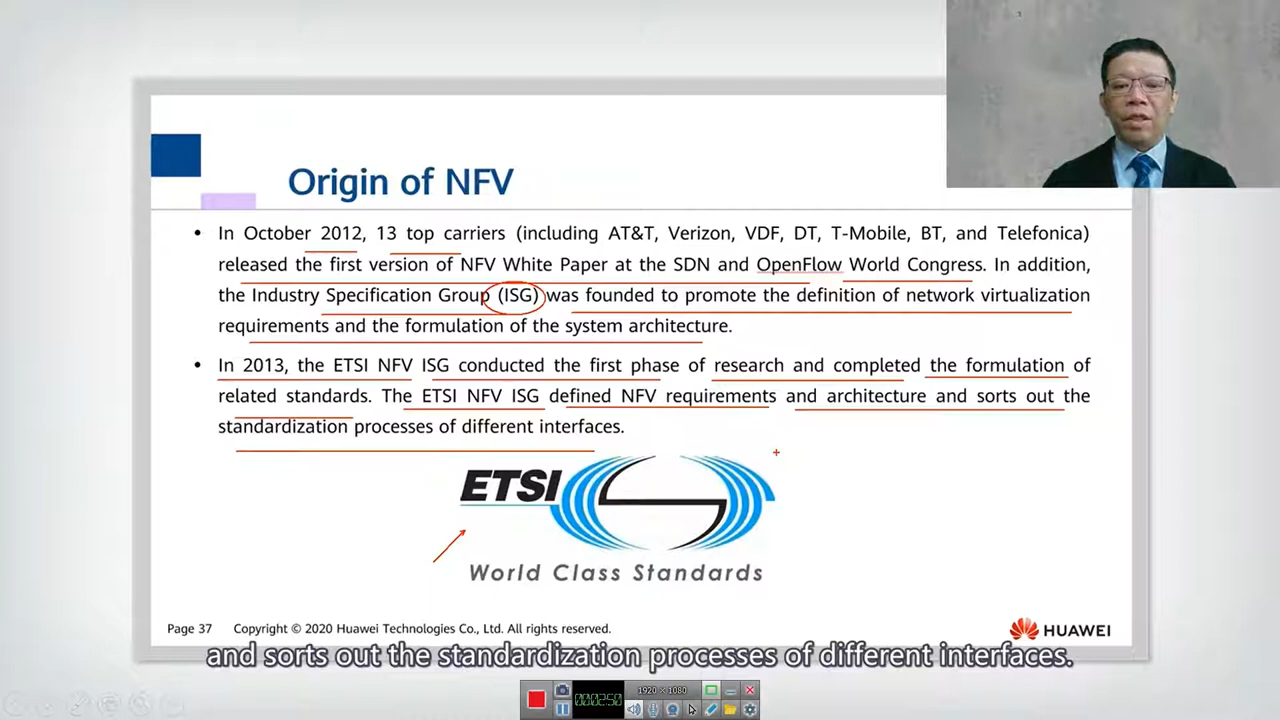 Origin of NFV
• In October 2012, 13 top carriers (including AT&T, Verizon, VDF, DT, T-Mobile, BT, and Telefonica)
released the first version of NFV White Paper at the SDN and OpenFlow World Congress. In addition,
the Industry Specification Group (ISG) was founded to promote the definition of network virtualization
requirements and the formulation of the system architecture.
• In 2013, the ETSI NFV ISG conducted the first phase of research and completed the formulation of
related standards. The ETSI NFV ISG defined NFV requirements and architecture and sorts out the
standardization processes of different interfaces.
ETSI
World Class Standards
Page 37 Copyright © 2020 Huawei Technologies Co., Ltd. All rights reserved.
HUAWEI
and sorts out the standardization processes of different interfaces.
00:02:50
1920 × 1080